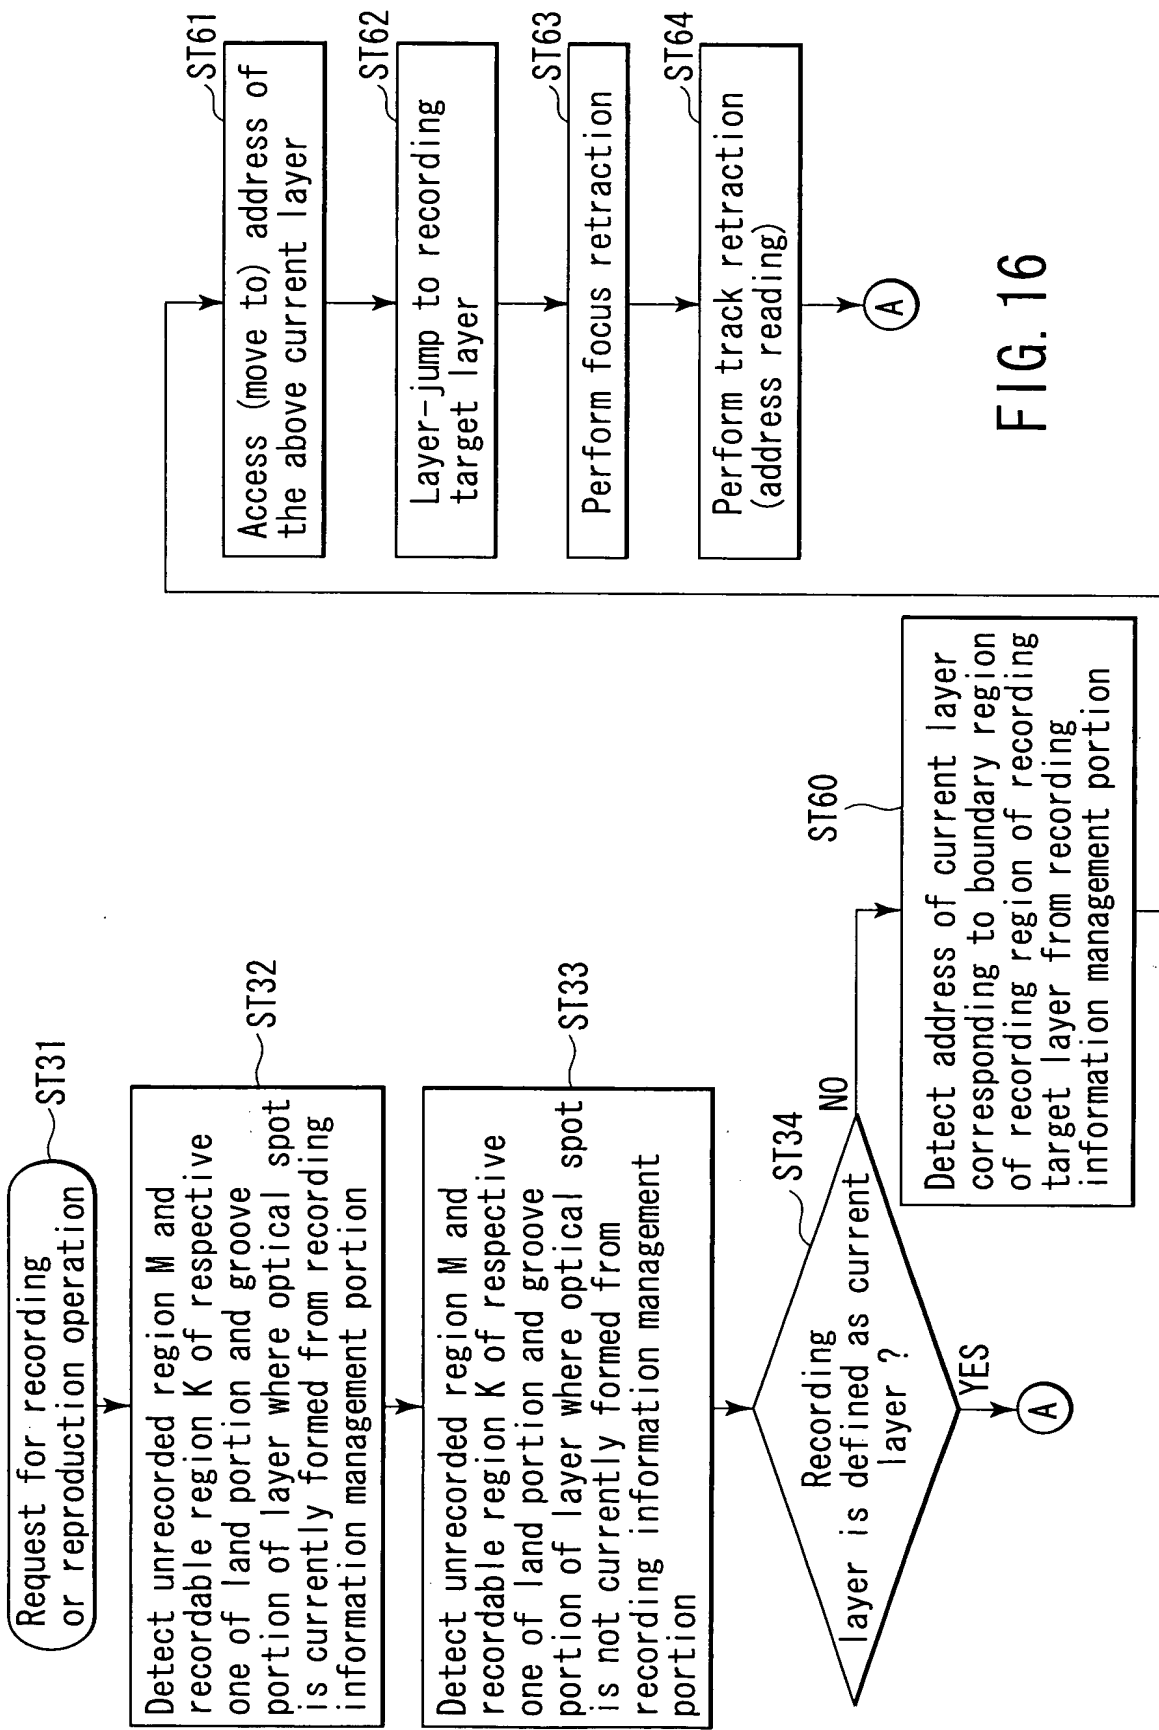 Request for recording
or reproduction operation
ST31
Detect unrecorded region M and
recordable region K of respective
one of land portion and groove
portion of layer where optical spot
is currently formed from recording
information management portion
ST32
Detect unrecorded region M and
recordable region K of respective
one of land portion and groove
portion of layer where optical spot
is not currently formed from
recording information management
portion
ST33
Recording
layer is defined as current
layer ?
ST34
NO
YES
A
ST60
Detect address of current layer
corresponding to boundary region
of recording region of recording
target layer from recording
information management portion
ST61
Access (move to) address of
the above current layer
ST62
Layer-jump to recording
target layer
ST63
Perform focus retraction
ST64
Perform track retraction
(address reading)
A
FIG. 16